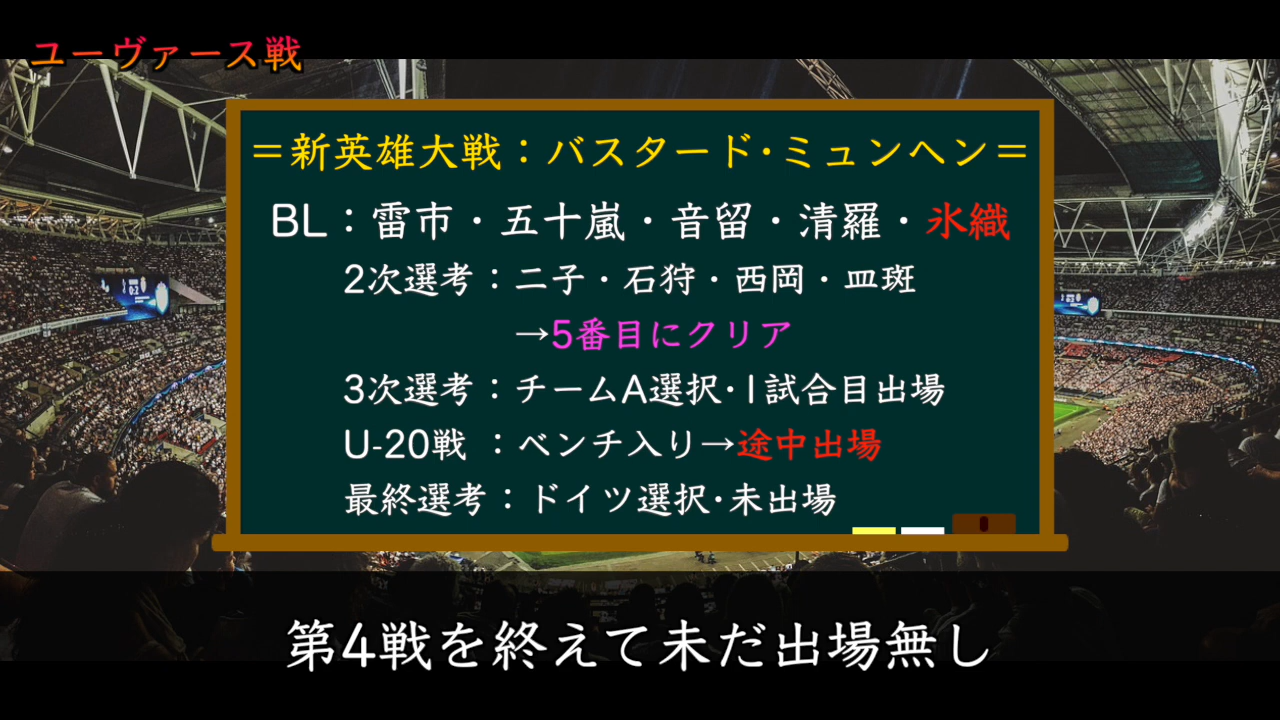 ユーヴァース戦
＝新英雄大戦：バスタード・ミュンヘン＝
BL：雷市・五十嵐・音留・清羅・氷織
2次選考：二子・石狩・西岡・皿斑
→5番目にクリア
3次選考：チームA選択・1試合目出場
U-20戦 ：ベンチ入り→途中出場
最終選考：ドイツ選択・未出場
第4戦を終えて未だ出場無し